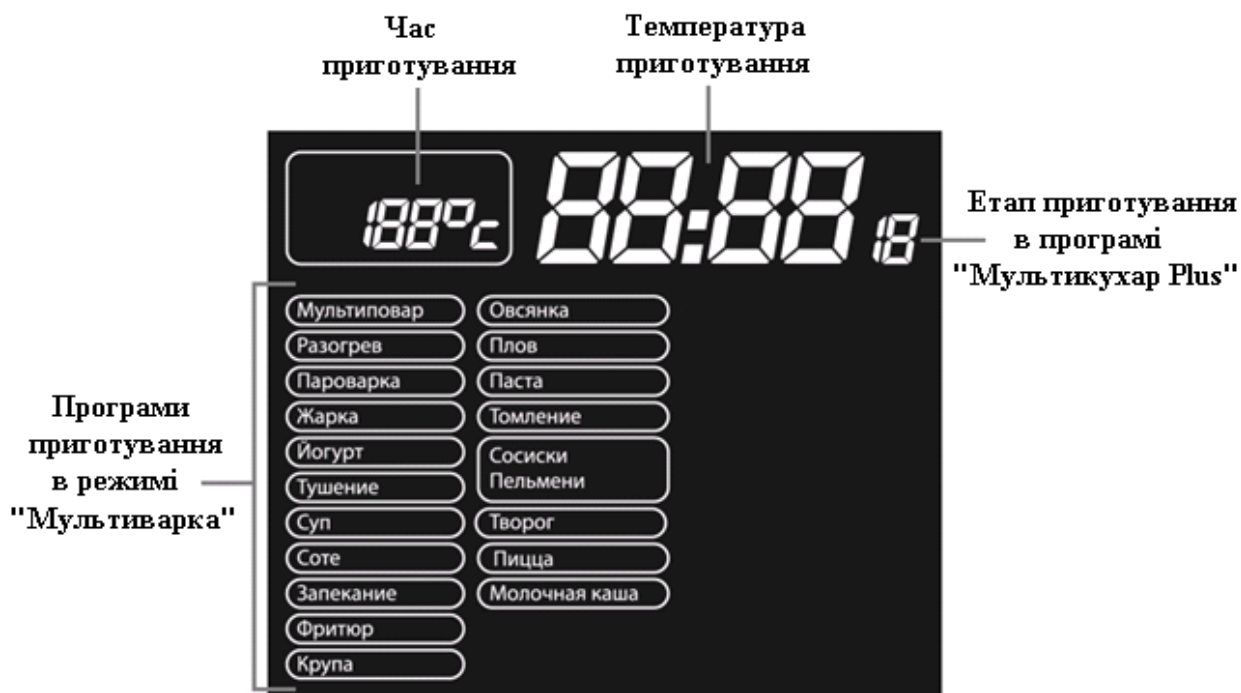 Час
приготування
Температура
приготування
188°c
88:88
18
Етап приготування
в програмі
"Мультикухар Plus"
Програми
приготування
в режимі
"Мультиварка"
Мультиповар
Разогрев
Пароварка
Жарка
Йогурт
Тушение
Суп
Соте
Запекание
Фритюр
Крупа
Овсянка
Плов
Паста
Томление
Сосиски
Пельмени
Творог
Пицца
Молочная каша